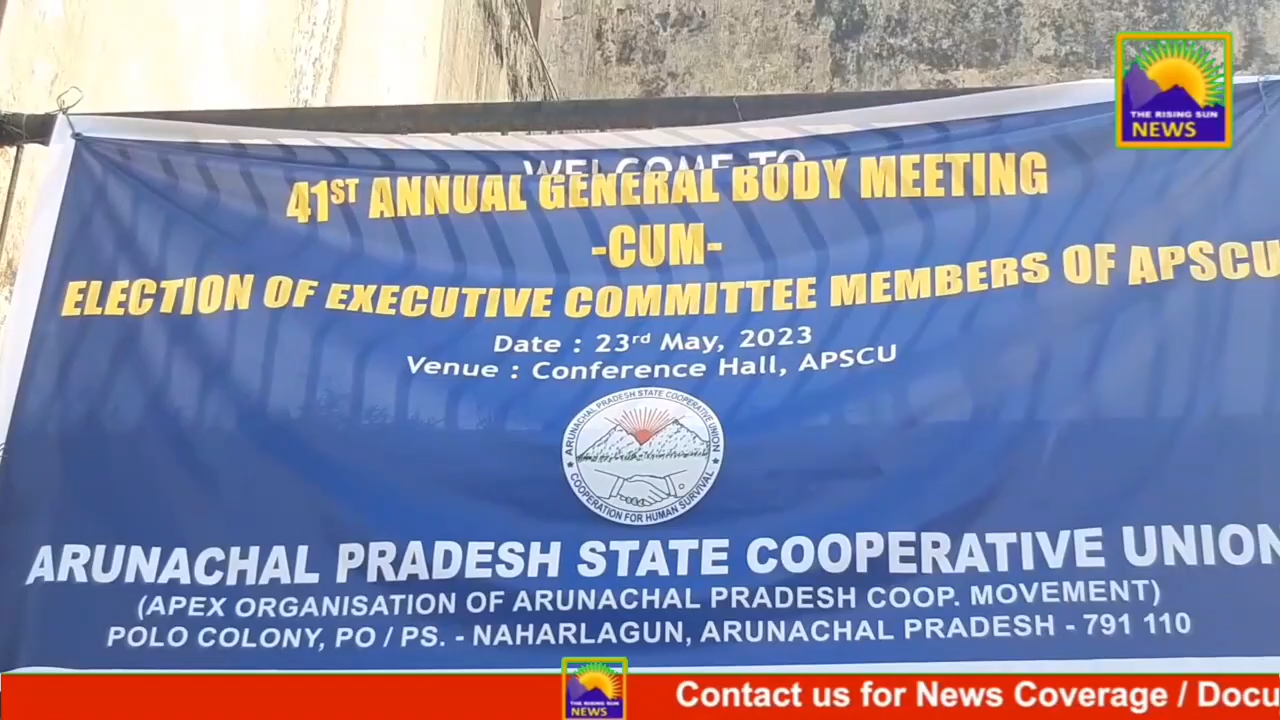 THE RISING SUN
NEWS
WELCOME TO
41ST ANNUAL GENERAL BODY MEETING
-CUM-
ELECTION OF EXECUTIVE COMMITTEE MEMBERS OF APSCU
Date : 23rd May, 2023
Venue : Conference Hall, APSCU
ARUNACHAL PRADESH STATE COOPERATIVE UNION
COOPERATION FOR HUMAN SURVIVAL
ARUNACHAL PRADESH STATE COOPERATIVE UNION
(APEX ORGANISATION OF ARUNACHAL PRADESH COOP. MOVEMENT)
POLO COLONY, PO / PS. - NAHARLAGUN, ARUNACHAL PRADESH - 791 110
THE RISING SUN
NEWS
Contact us for News Coverage / Docu